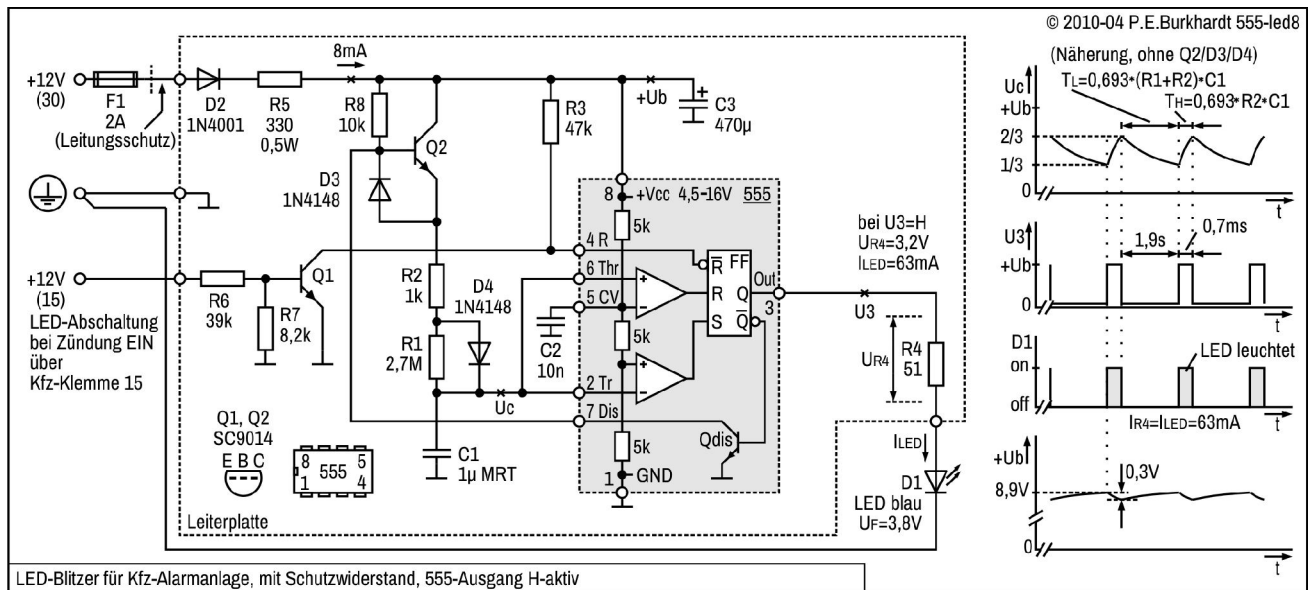 © 2010-04 P.E.Burkhardt 555-led8
+12V
(30)
F1
2A
(Leitungsschutz)
D2
1N4001
R5
330
0,5W
8mA
R8
10k
Q2
D3
1N4148
R3
47k
+Ub
C3
470µ
+12V
(15)
LED-Abschaltung
bei Zündung EIN
über
Kfz-Klemme 15
R6
39k
R7
8,2k
Q1
R2
1k
D4
1N4148
R1
2,7M
Uc
C1
1µ MRT
C2
10n
8
+Vcc 4,5-16V 555
5k
4 R
6 Thr
5 CV
5k
2 Tr
7 Dis
5k
1
GND
Qdis
R FF
R Q
S Q
Out
3
+
−
+
−
bei U3=H
UR4=3,2V
ILED=63mA
U3
UR4
R4
51
ILED
D1
LED blau
UF=3,8V
Q1, Q2
SC9014
E B C
8 5
555
1 4
Leiterplatte
LED-Blitzer für Kfz-Alarmanlage, mit Schutzwiderstand, 555-Ausgang H-aktiv
(Näherung, ohne Q2/D3/D4)
TL=0,693*(R1+R2)*C1
TH=0,693*R2*C1
Uc
+Ub
2/3
1/3
0
t
U3
+Ub
0
1,9s
0,7ms
t
D1
on
off
LED leuchtet
IR4=ILED=63mA
t
+Ub
8,9V
0,3V
0
t